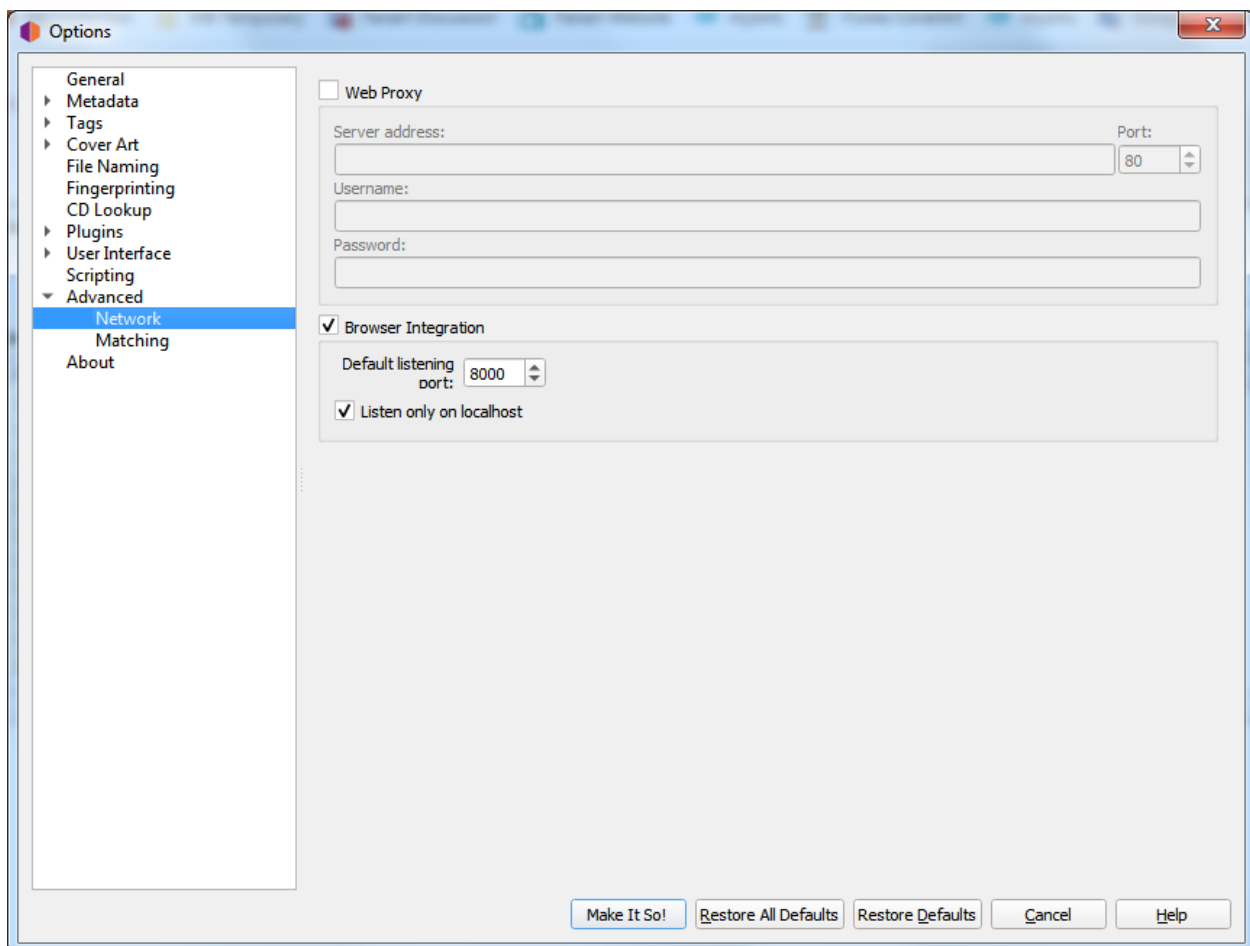 Options
General
Metadata
Tags
Cover Art
File Naming
Fingerprinting
CD Lookup
Plugins
User Interface
Scripting
Advanced
Network
Matching
About
Web Proxy
Server address: Port:
80
Username:
Password:
Browser Integration
Default listening
port: 8000
Listen only on localhost
Make It So! Restore All Defaults Restore Defaults Cancel Help